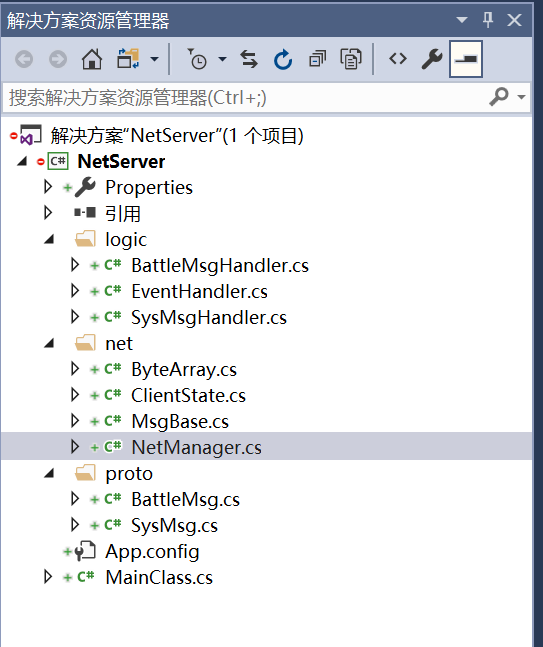 解决方案资源管理器
搜索解决方案资源管理器(Ctrl+;)
解决方案“NetServer”(1 个项目)
C# NetServer
Properties
引用
logic
C# BattleMsgHandler.cs
C# EventHandler.cs
C# SysMsgHandler.cs
net
C# ByteArray.cs
C# ClientState.cs
C# MsgBase.cs
C# NetManager.cs
proto
C# BattleMsg.cs
C# SysMsg.cs
App.config
C# MainClass.cs